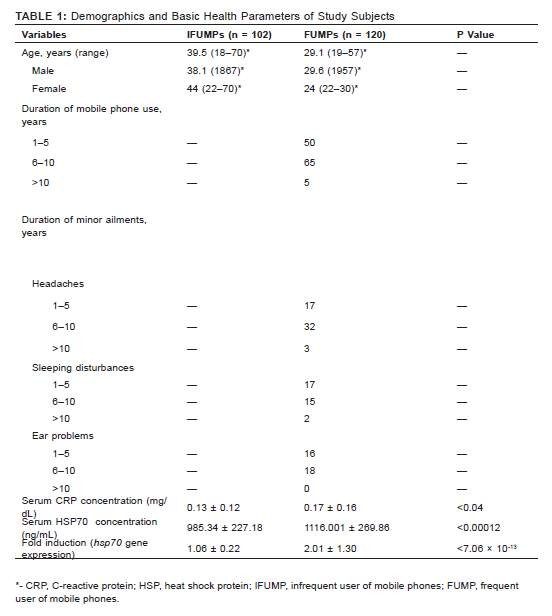 TABLE 1: Demographics and Basic Health Parameters of Study Subjects
Variables IFUMPs (n = 102) FUMPs (n = 120) P Value
Age, years (range) 39.5 (18–70)* 29.1 (19–57)* —
Male 38.1 (1867)* 29.6 (1957)* —
Female 44 (22–70)* 24 (22–30)* —
Duration of mobile phone use,
years
1–5 — 50 —
6–10 — 65 —
>10 — 5 —
Duration of minor ailments,
years
Headaches
1–5 — 17 —
6–10 — 32 —
>10 — 3 —
Sleeping disturbances
1–5 — 17 —
6–10 — 15 —
>10 — 2 —
Ear problems
1–5 — 16 —
6–10 — 18 —
>10 — 0 —
Serum CRP concentration (mg/
dL) 0.13 ± 0.12 0.17 ± 0.16 <0.04
Serum HSP70 concentration
(ng/mL) 985.34 ± 227.18 1116.001 ± 269.86 <0.00012
Fold induction (hsp70 gene
expression) 1.06 ± 0.22 2.01 ± 1.30 <7.06 × 10⁻¹³
*- CRP, C-reactive protein; HSP, heat shock protein; IFUMP, infrequent user of mobile phones; FUMP, frequent
user of mobile phones.